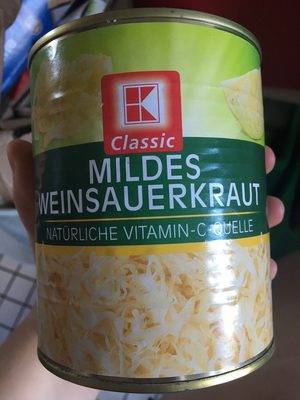 K
Classic
MILDES
WEINSAUERKRAUT
NATÜRLICHE VITAMIN-C-QUELLE